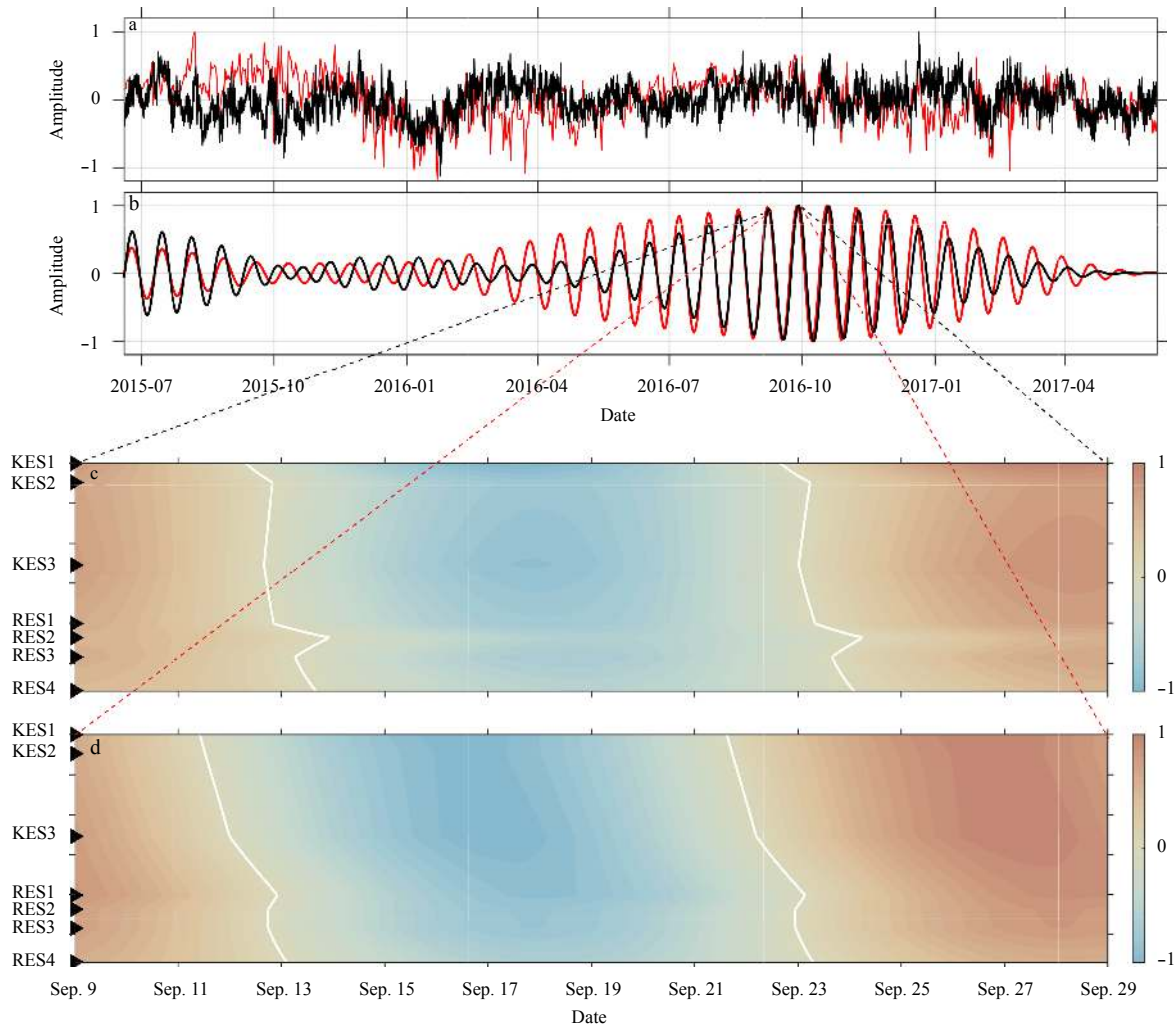 a
1
0
−1
Amplitude
b
1
0
−1
Amplitude
2015-07 2015-10 2016-01 2016-04 2016-07 2016-10 2017-01 2017-04
Date
c
KES1
KES2
KES3
RES1
RES2
RES3
RES4
1
0
−1
d
KES1
KES2
KES3
RES1
RES2
RES3
RES4
1
0
−1
Sep. 9 Sep. 11 Sep. 13 Sep. 15 Sep. 17 Sep. 19 Sep. 21 Sep. 23 Sep. 25 Sep. 27 Sep. 29
Date